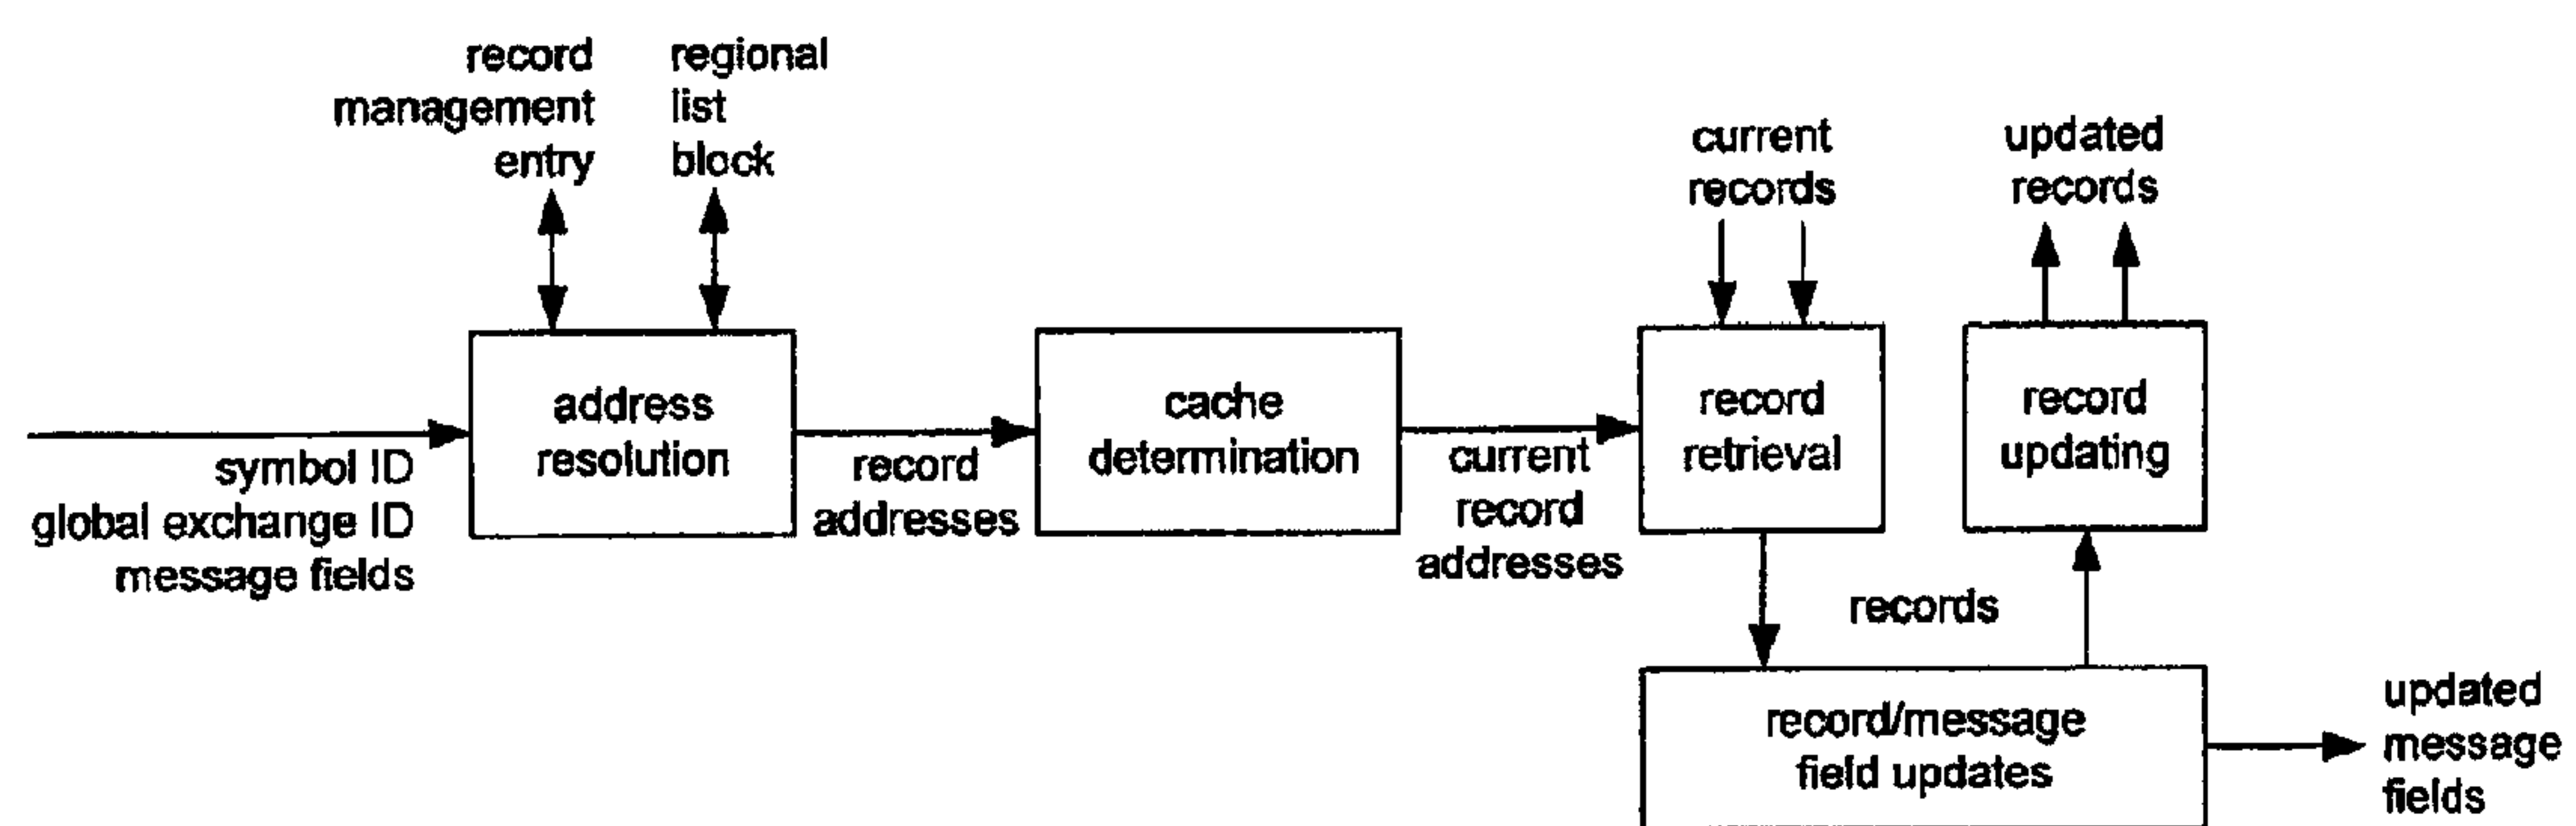 record
management
entry
regional
list
block
current
records
updated
records
address
resolution
cache
determination
record
retrieval
record
updating
symbol ID
global exchange ID
message fields
record
addresses
current
record
addresses
records
record/message
field updates
updated
message
fields